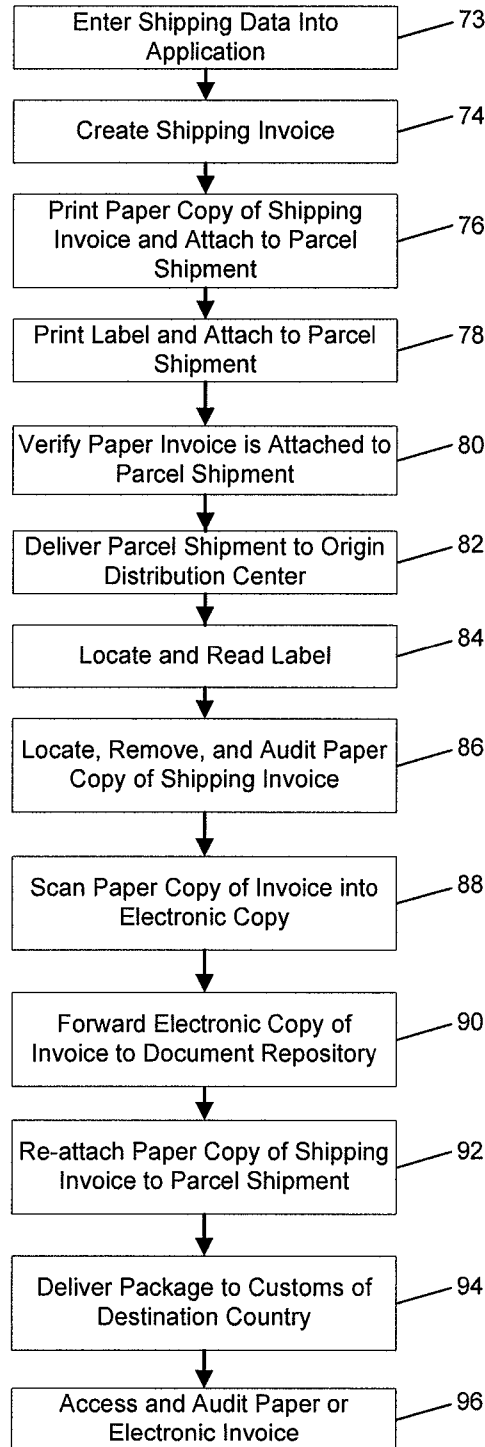 Enter Shipping Data Into
Application
73
Create Shipping Invoice
74
Print Paper Copy of Shipping
Invoice and Attach to Parcel
Shipment
76
Print Label and Attach to Parcel
Shipment
78
Verify Paper Invoice is Attached to
Parcel Shipment
80
Deliver Parcel Shipment to Origin
Distribution Center
82
Locate and Read Label
84
Locate, Remove, and Audit Paper
Copy of Shipping Invoice
86
Scan Paper Copy of Invoice into
Electronic Copy
88
Forward Electronic Copy of
Invoice to Document Repository
90
Re-attach Paper Copy of Shipping
Invoice to Parcel Shipment
92
Deliver Package to Customs of
Destination Country
94
Access and Audit Paper or
Electronic Invoice
96